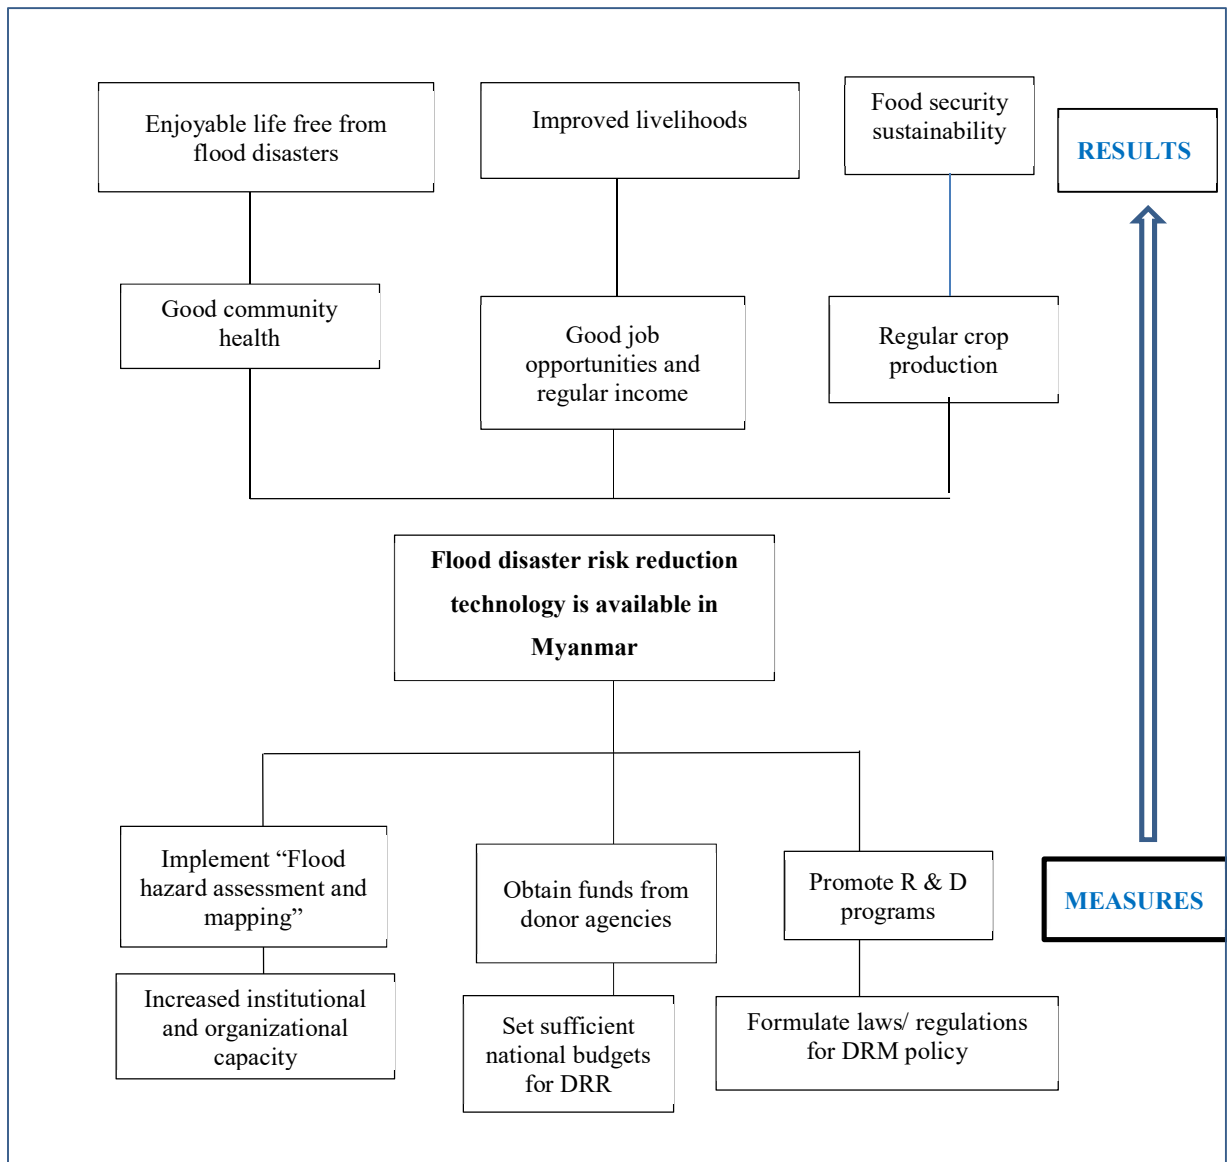 Enjoyable life free from
flood disasters
Improved livelihoods
Food security
sustainability
RESULTS
Good community
health
Good job
opportunities and
regular income
Regular crop
production
Flood disaster risk reduction
technology is available in
Myanmar
Implement “Flood
hazard assessment and
mapping”
Obtain funds from
donor agencies
Promote R & D
programs
MEASURES
Increased institutional
and organizational
capacity
Set sufficient
national budgets
for DRR
Formulate laws/ regulations
for DRM policy